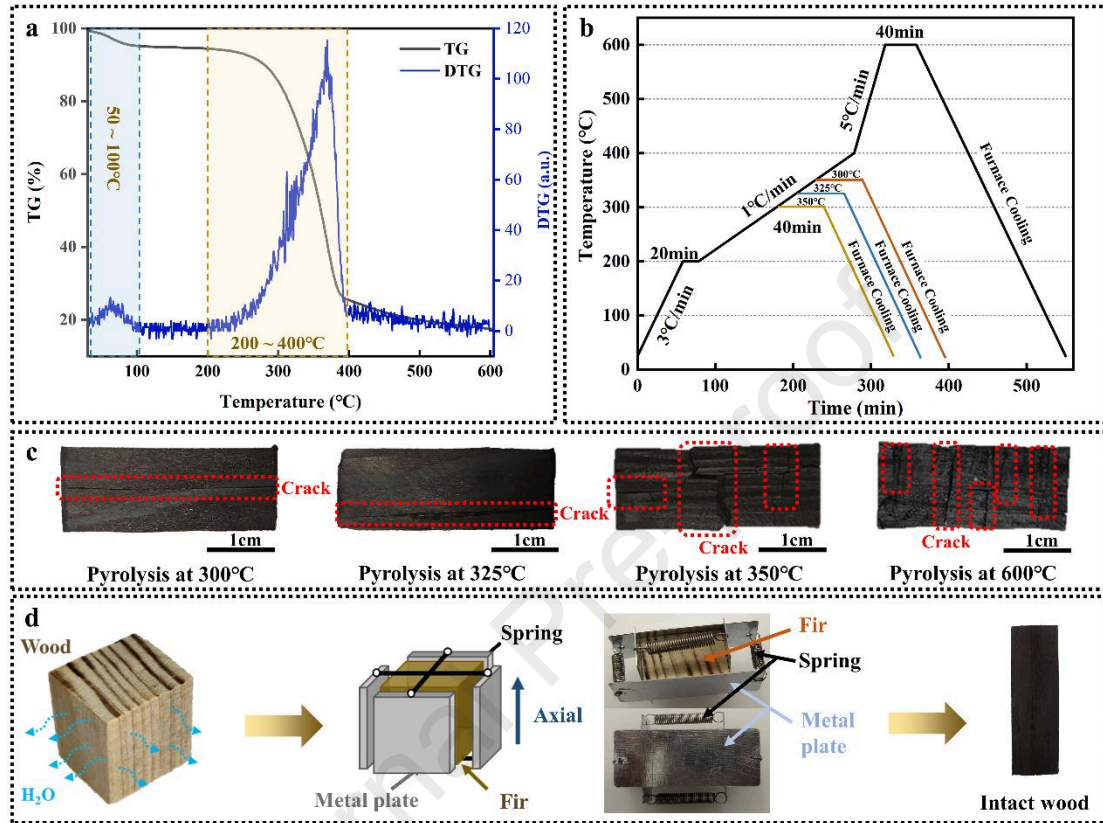 a
TG
DTG
50 ~ 100℃
200 ~ 400℃
100
80
60
40
20
TG (%)
120
100
80
60
40
20
0
DTG (a.u.)
100
200
300
400
500
600
Temperature (℃)
b
40min
5℃/min
1℃/min
300℃
325℃
350℃
40min
20min
3℃/min
Furnace Cooling
Furnace Cooling
Furnace Cooling
Furnace Cooling
600
500
400
300
200
100
0
Temperature (℃)
0
100
200
300
400
500
Time (min)
c
Crack
1cm
Pyrolysis at 300℃
Crack
1cm
Pyrolysis at 325℃
Crack
1cm
Pyrolysis at 350℃
Crack
1cm
Pyrolysis at 600℃
d
Wood
H₂O
Spring
Axial
Metal plate
Fir
Fir
Spring
Metal
plate
Intact wood
rnal Pre-proof